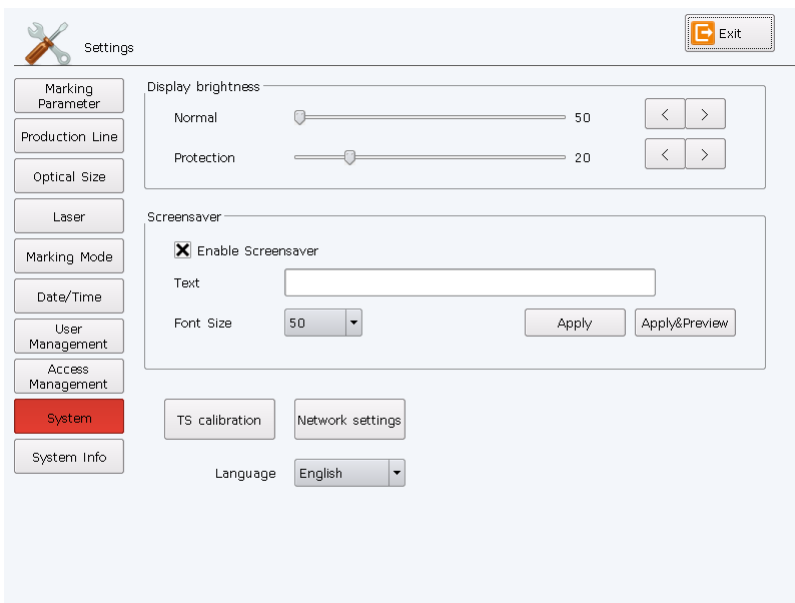 Settings
Exit
Marking
Parameter
Production Line
Optical Size
Laser
Marking Mode
Date/Time
User
Management
Access
Management
System
System Info
Display brightness
Normal 50 < >
Protection 20 < >
Screensaver
Enable Screensaver
Text
Font Size 50 Apply Apply&Preview
TS calibration Network settings
Language English